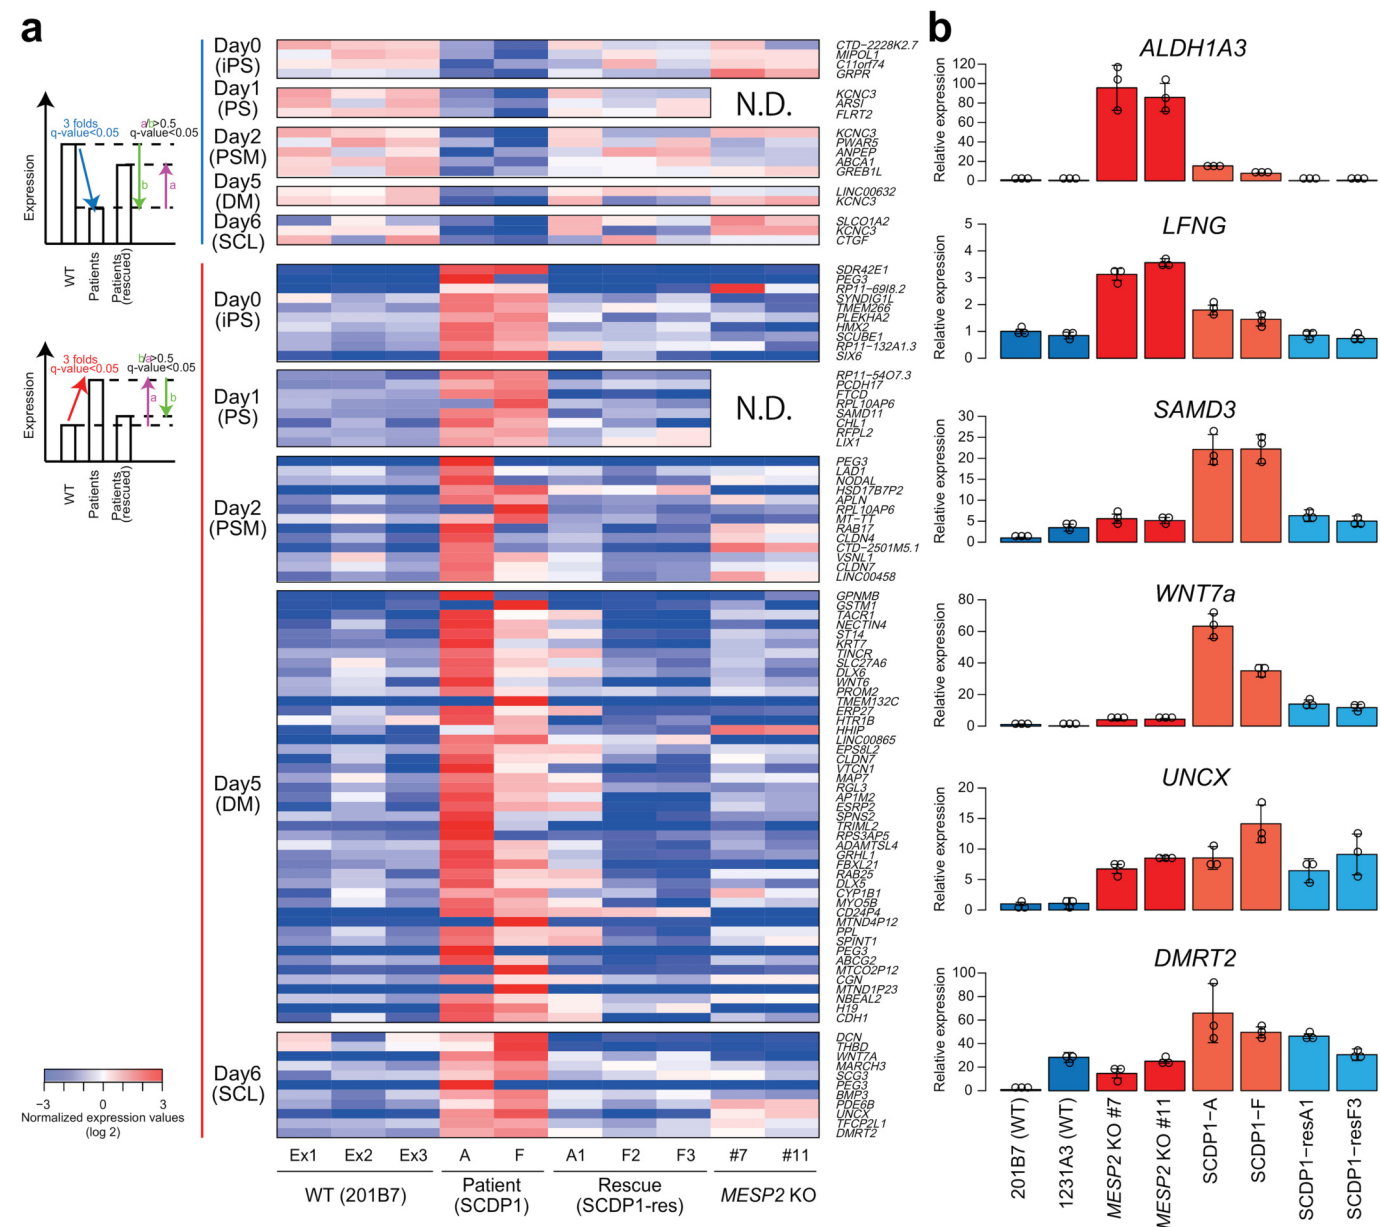 a
Day0
(iPS)
CTD-2228K2.7
MIPOL1
C11orf74
GRPR
Day1
(PS)
N.D.
KCNC3
ARSI
FLRT2
Day2
(PSM)
KCNC3
PWAR5
ANPEP
ABCA1
GREB1L
Day5
(DM)
LINC00632
KCNC3
Day6
(SCL)
SLCO1A2
KCNC3
CTGF
Expression
3 folds
q-value<0.05
a/b>0.5
q-value<0.05
b
a
WT
Patients
Patients
(rescued)
Day0
(iPS)
SDR42E1
PEG3
RP11-69I8.2
SYNDIG1L
TMEM266
PLEKHA2
HMX2
SCUBE1
RP11-132A1.3
SIX6
Expression
3 folds
q-value<0.05
b/a>0.5
q-value<0.05
a
b
WT
Patients
Patients
(rescued)
Day1
(PS)
N.D.
RP11-54O7.3
PCDH17
FTCD
RPL10AP6
SAMD11
CHL1
RFPL2
LIX1
Day2
(PSM)
PEG3
LAD1
NODAL
HSD17B7P2
APLN
RPL10AP6
MT-TT
RAB17
CLDN4
CTD-2501M5.1
VSNL1
CLDN7
LINC00458
Day5
(DM)
GPNMB
GSTM1
TACR1
NECTIN4
ST14
KRT7
TINCR
SLC27A6
DLX6
WNT6
PROM2
TMEM132C
ERP27
HTR1B
HHIP
LINC00865
EPS8L2
CLDN7
VTCN1
MAP7
RGL3
AP1M2
ESRP2
SPNS2
TRIML2
RPS3AP5
ADAMTSL4
GRHL1
FBXL21
RAB25
DLX5
CYP1B1
MYO5B
CD24P4
MTND4P12
PPL
SPINT1
PEG3
ABCG2
MTCO2P12
CGN
MTND1P23
NBEAL2
H19
CDH1
Day6
(SCL)
DCN
THBD
WNT7A
MARCH3
SCG3
PEG3
BMP3
PDE6B
UNCX
TFCP2L1
DMRT2
−3 0 3
Normalized expression values
(log 2)
Ex1 Ex2 Ex3 A F A1 F2 F3 #7 #11
WT (201B7)
Patient
(SCDP1)
Rescue
(SCDP1-res)
MESP2 KO
b
ALDH1A3
Relative expression
120
100
80
60
40
20
0
LFNG
Relative expression
5
4
3
2
1
0
SAMD3
Relative expression
30
25
20
15
10
5
0
WNT7a
Relative expression
80
60
40
20
0
UNCX
Relative expression
20
15
10
5
0
DMRT2
Relative expression
100
80
60
40
20
0
201B7 (WT)
1231A3 (WT)
MESP2 KO #7
MESP2 KO #11
SCDP1−A
SCDP1−F
SCDP1−resA1
SCDP1−resF3